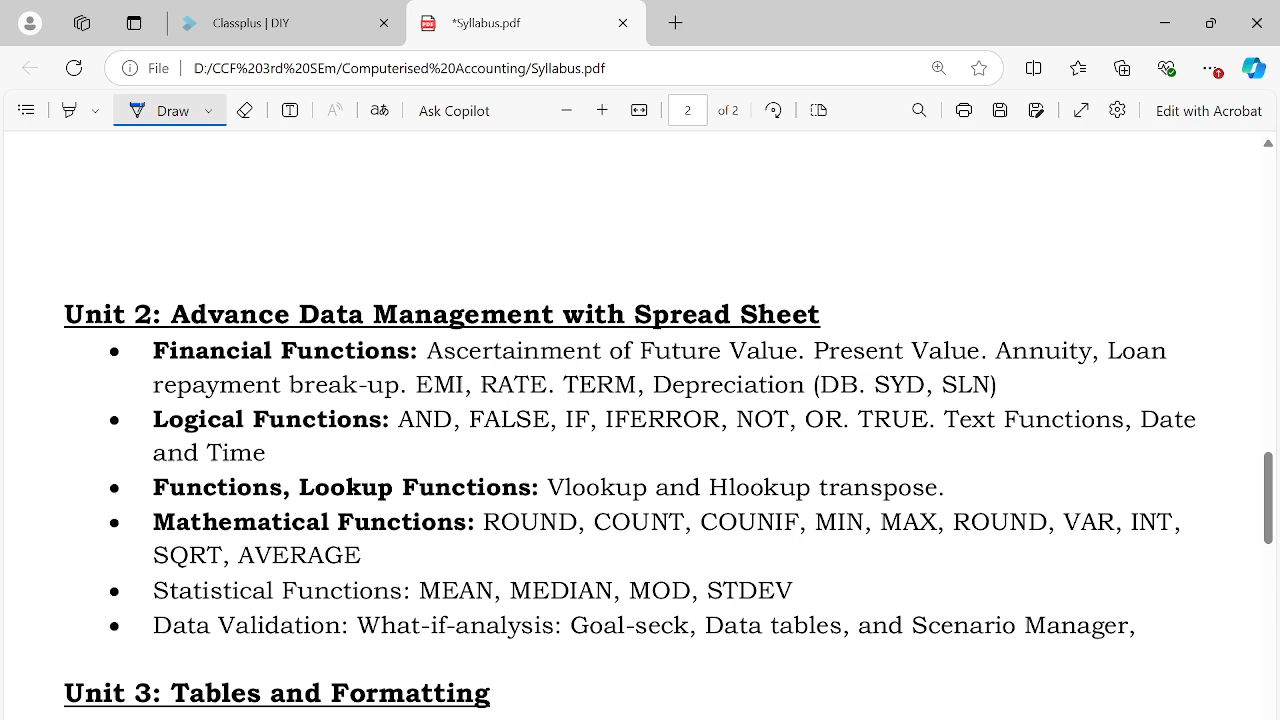 Classplus | DIY
*Syllabus.pdf
File | D:/CCF%203rd%20SEm/Computerised%20Accounting/Syllabus.pdf
Draw
aあ
Ask Copilot
2
of 2
Edit with Acrobat
Unit 2: Advance Data Management with Spread Sheet
• Financial Functions: Ascertainment of Future Value. Present Value. Annuity, Loan
repayment break-up. EMI, RATE. TERM, Depreciation (DB. SYD, SLN)
• Logical Functions: AND, FALSE, IF, IFERROR, NOT, OR. TRUE. Text Functions, Date
and Time
• Functions, Lookup Functions: Vlookup and Hlookup transpose.
• Mathematical Functions: ROUND, COUNT, COUNIF, MIN, MAX, ROUND, VAR, INT,
SQRT, AVERAGE
• Statistical Functions: MEAN, MEDIAN, MOD, STDEV
• Data Validation: What-if-analysis: Goal-seck, Data tables, and Scenario Manager,
Unit 3: Tables and Formatting